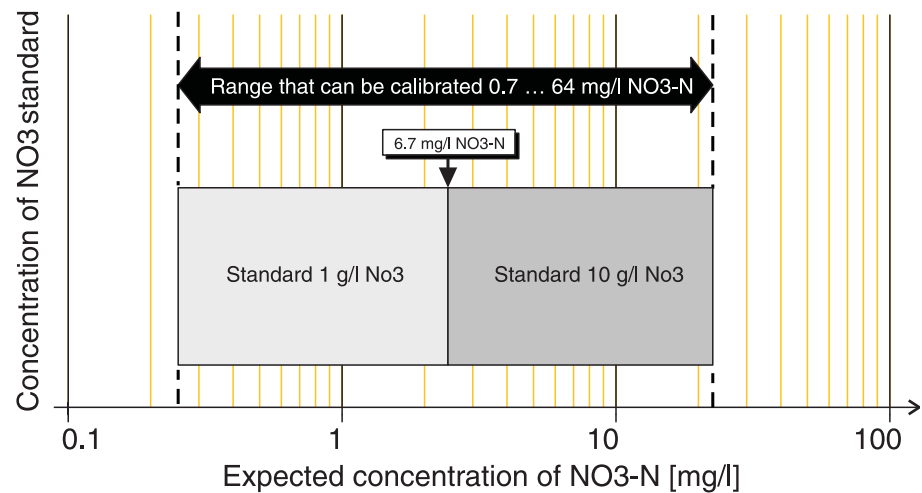 Concentration of NO3 standard
Range that can be calibrated 0.7 ... 64 mg/l NO3-N
6.7 mg/l NO3-N
Standard 1 g/l No3
Standard 10 g/l No3
0.1
1
10
100
Expected concentration of NO3-N [mg/l]